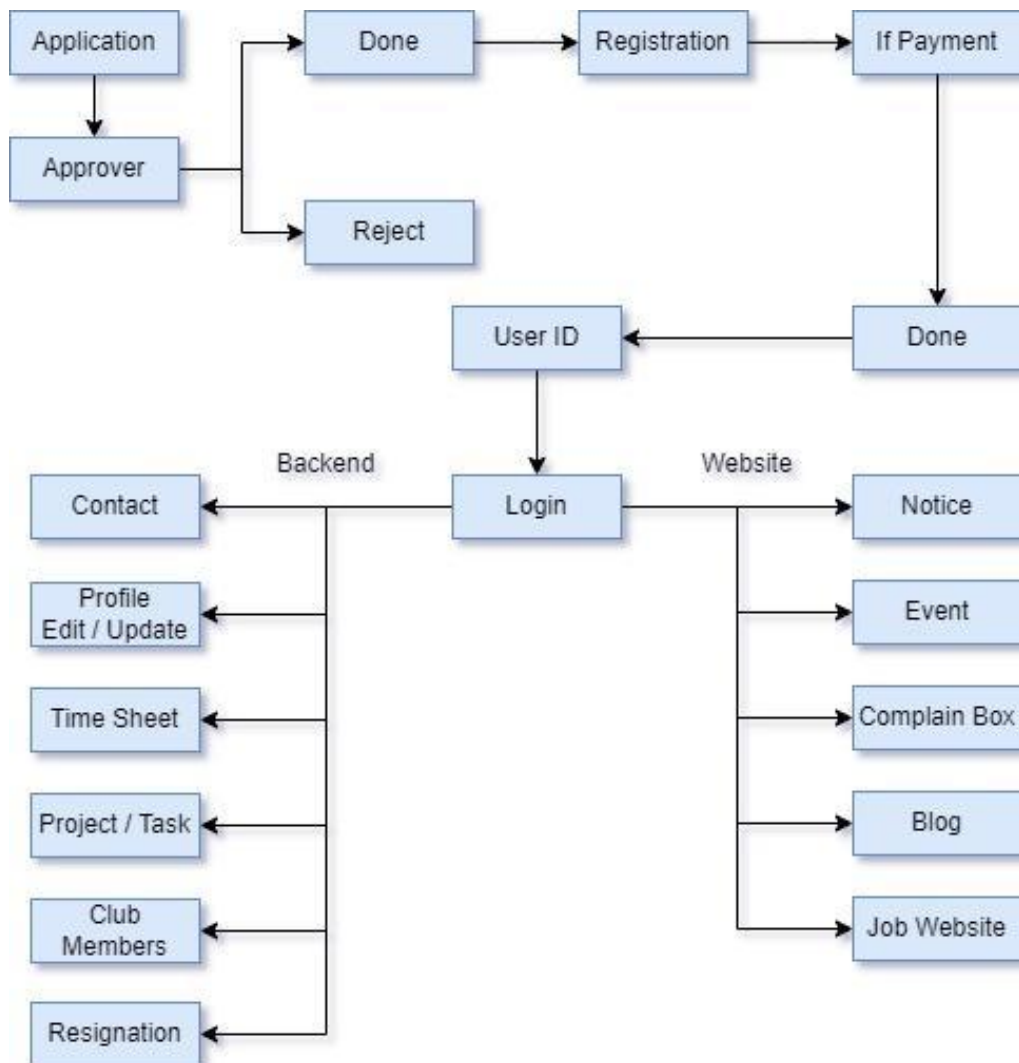 Application
Done
Registration
If Payment
Approver
Reject
User ID
Done
Backend
Website
Contact
Login
Notice
Profile
Edit / Update
Event
Time Sheet
Complain Box
Project / Task
Blog
Club
Members
Job Website
Resignation